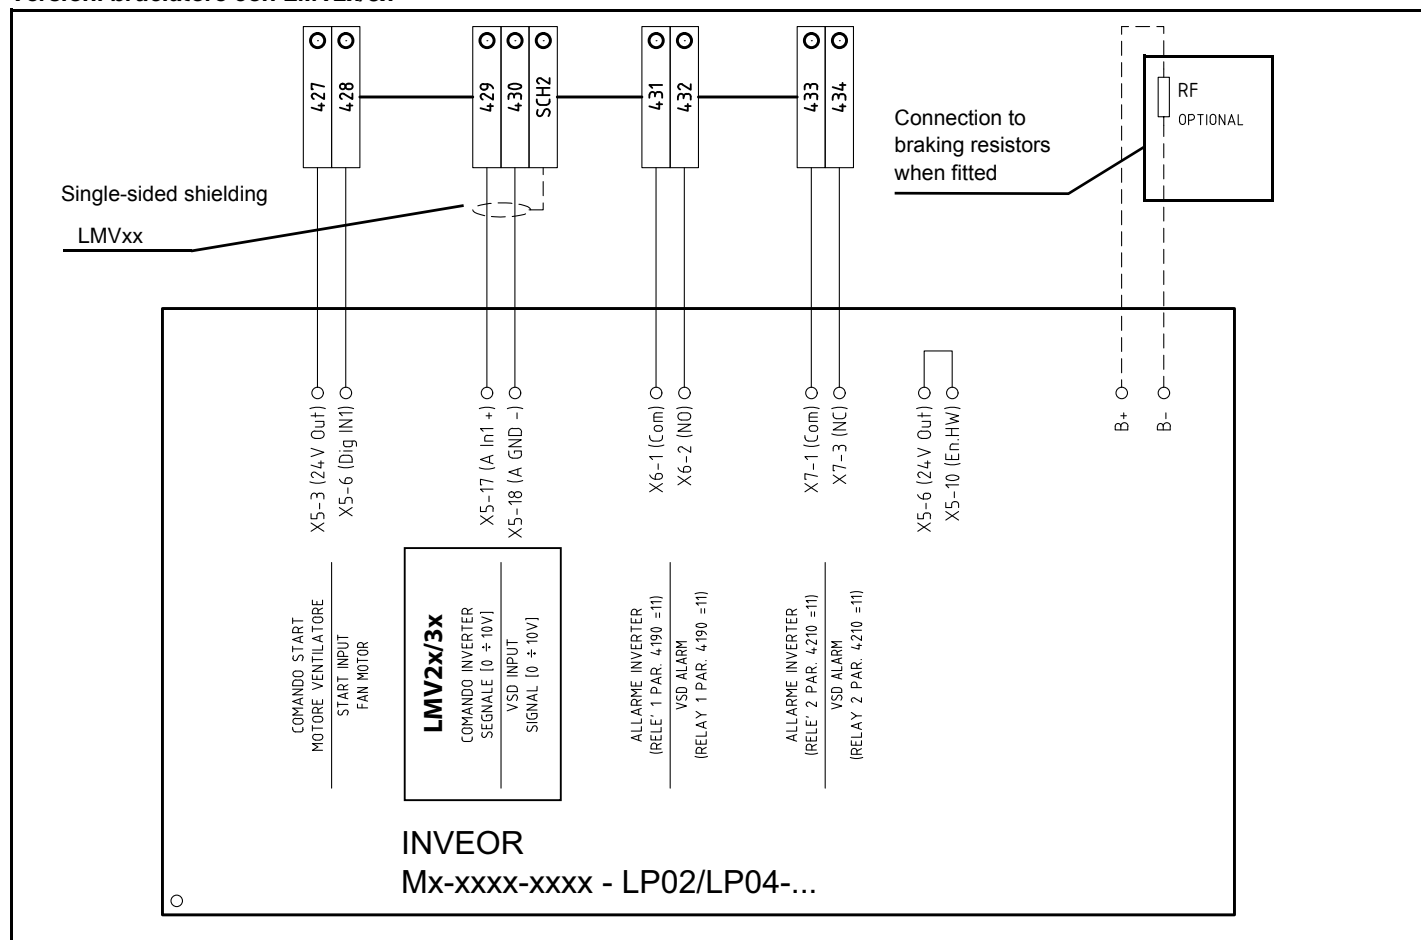 Versioni bruciatore con LMV2x/3x
427
428
429
430
SCH2
431
432
433
434
RF
OPTIONAL
Connection to
braking resistors
when fitted
Single-sided shielding
LMVxx
X5-3 (24V Out)
X5-6 (Dig IN1)
X5-17 (A In1 +)
X5-18 (A GND -)
X6-1 (Com)
X6-2 (NO)
X7-1 (Com)
X7-3 (NC)
X5-6 (24V Out)
X5-10 (En.HW)
B+
B-
COMANDO START
MOTORE VENTILATORE
START INPUT
FAN MOTOR
LMV2x/3x
COMANDO INVERTER
SEGNALE [0 ÷ 10V]
VSD INPUT
SIGNAL [0 ÷ 10V]
ALLARME INVERTER
(RELE' 1 PAR. 4190 =11)
VSD ALARM
(RELAY 1 PAR. 4190 =11)
ALLARME INVERTER
(RELE' 2 PAR. 4210 =11)
VSD ALARM
(RELAY 2 PAR. 4210 =11)
INVEOR
Mx-xxxx-xxxx - LP02/LP04-...